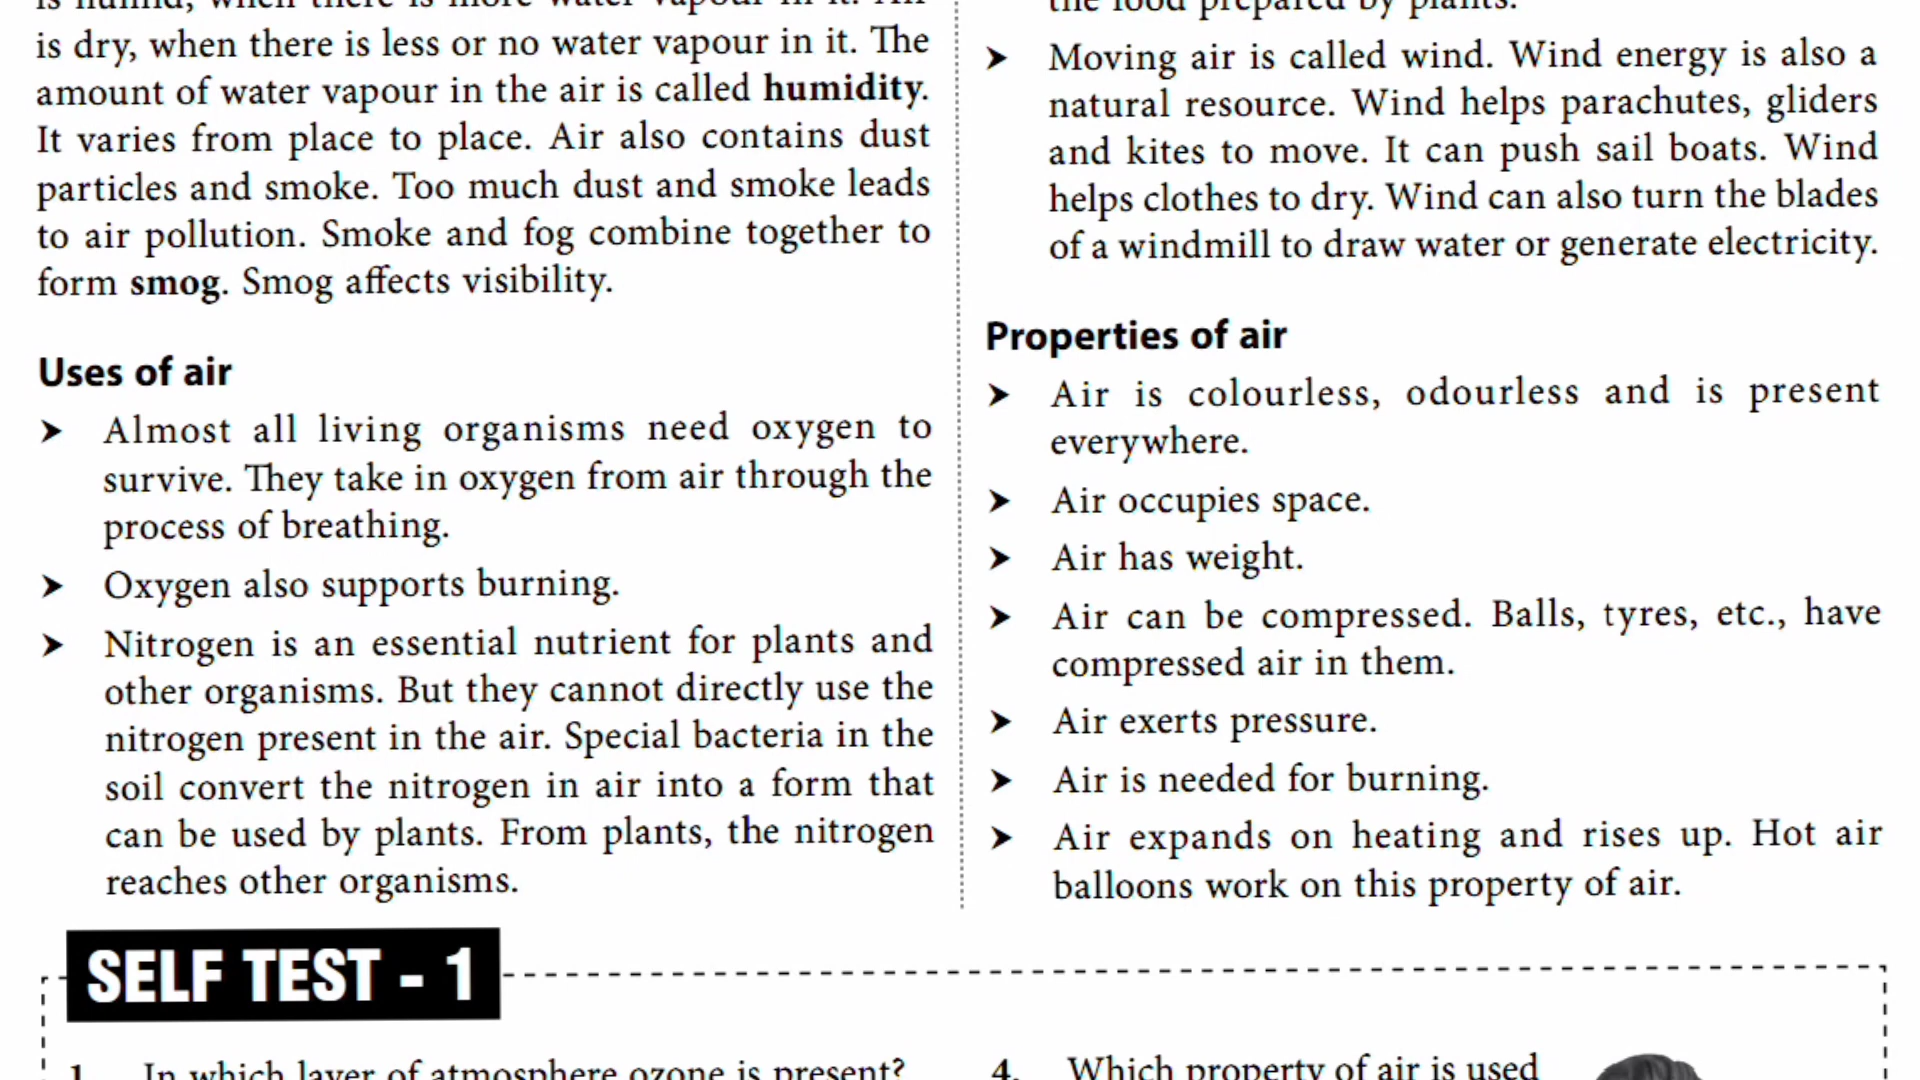 is humid, when there is more water vapour in it. Air
is dry, when there is less or no water vapour in it. The
amount of water vapour in the air is called humidity.
It varies from place to place. Air also contains dust
particles and smoke. Too much dust and smoke leads
to air pollution. Smoke and fog combine together to
form smog. Smog affects visibility.
Uses of air
➤ Almost all living organisms need oxygen to
survive. They take in oxygen from air through the
process of breathing.
➤ Oxygen also supports burning.
➤ Nitrogen is an essential nutrient for plants and
other organisms. But they cannot directly use the
nitrogen present in the air. Special bacteria in the
soil convert the nitrogen in air into a form that
can be used by plants. From plants, the nitrogen
reaches other organisms.
the food prepared by plants.
➤ Moving air is called wind. Wind energy is also a
natural resource. Wind helps parachutes, gliders
and kites to move. It can push sail boats. Wind
helps clothes to dry. Wind can also turn the blades
of a windmill to draw water or generate electricity.
Properties of air
➤ Air is colourless, odourless and is present
everywhere.
➤ Air occupies space.
➤ Air has weight.
➤ Air can be compressed. Balls, tyres, etc., have
compressed air in them.
➤ Air exerts pressure.
➤ Air is needed for burning.
➤ Air expands on heating and rises up. Hot air
balloons work on this property of air.
SELF TEST - 1
1. In which layer of atmosphere ozone is present?
4. Which property of air is used